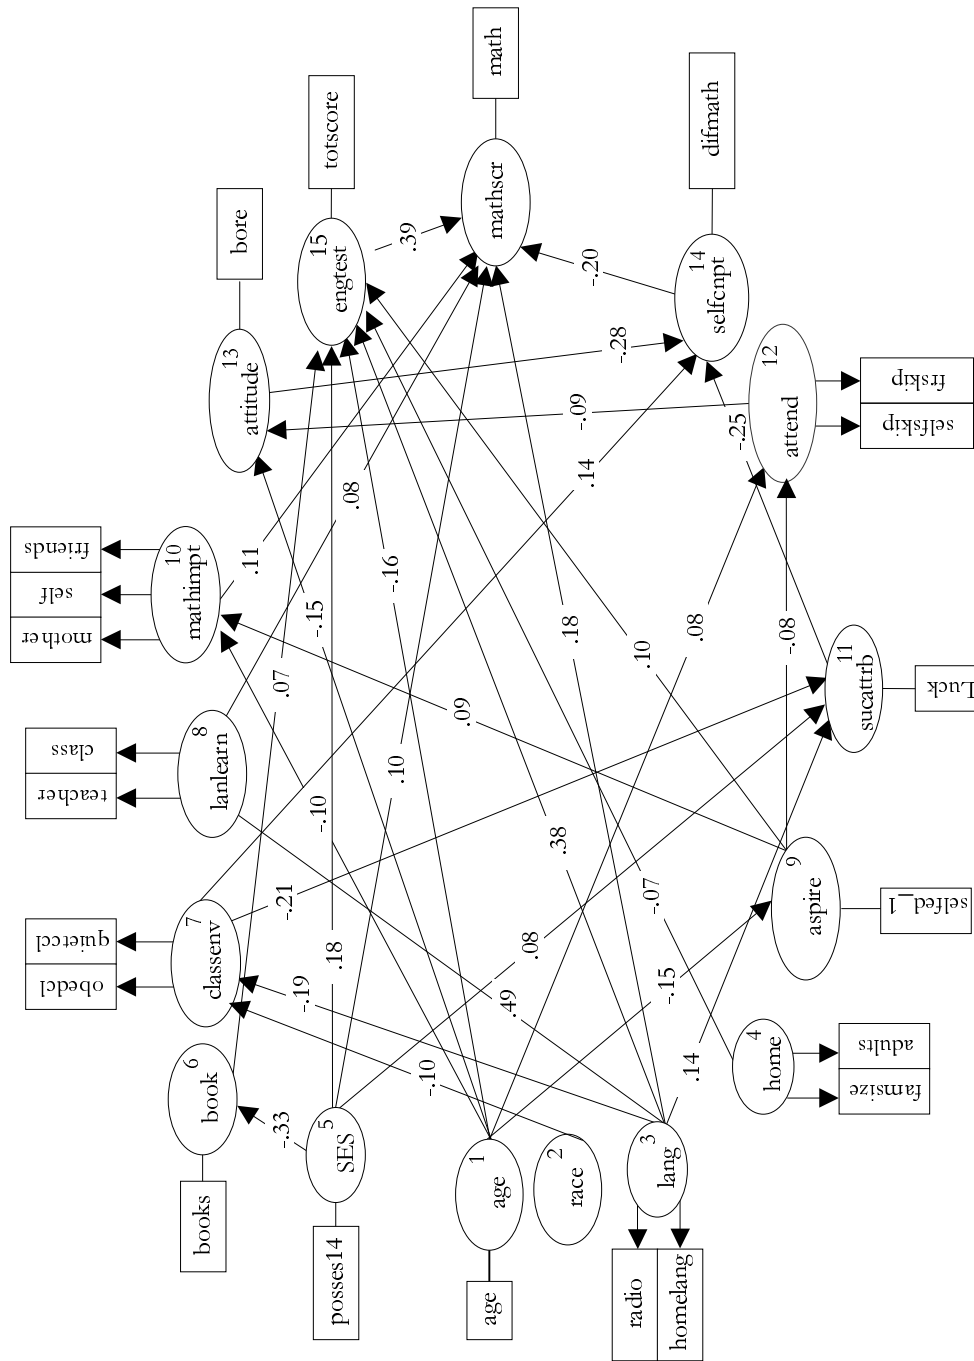 mother
self
friends
obedcl
quietccl
teacher
class
books
6
book
7
classenv
8
lanlearn
10
mathimpt
13
attitude
bore
posses14
5
SES
-.33
.18
-.19
-.21
-.10
.07
-.15
.11
.08
15
engtest
totscore
age
1
age
-.10
.10
-.16
.39
mathscr
math
2
race
.49
.08
.38
.09
.18
.14
-.09
-.28
-.20
radio
homelang
3
lang
.14
-.15
-.07
.10
.08
-.25
14
selfcnpt
difmath
4
home
9
aspire
-.08
12
attend
11
sucattrb
famsize
adults
selfed_1
Luck
selfskip
frskip